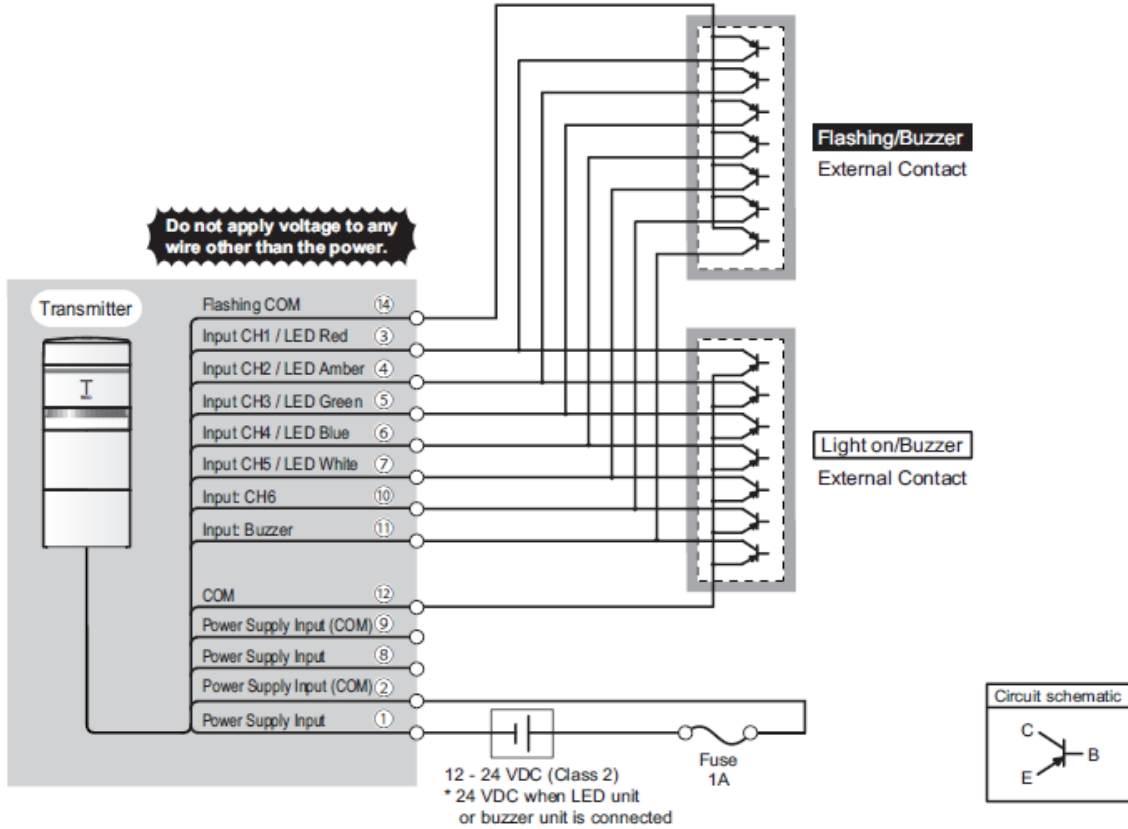 Flashing/Buzzer
External Contact
Do not apply voltage to any
wire other than the power.
Transmitter
Flashing COM ⑭
Input CH1 / LED Red ③
Input CH2 / LED Amber ④
Input CH3 / LED Green ⑤
Input CH4 / LED Blue ⑥
Input CH5 / LED White ⑦
Input: CH6 ⑩
Input: Buzzer ⑪
COM ⑫
Power Supply Input (COM) ⑨
Power Supply Input ⑧
Power Supply Input (COM) ②
Power Supply Input ①
Light on/Buzzer
External Contact
12 - 24 VDC (Class 2)
* 24 VDC when LED unit
or buzzer unit is connected
Fuse
1A
Circuit schematic
C
B
E